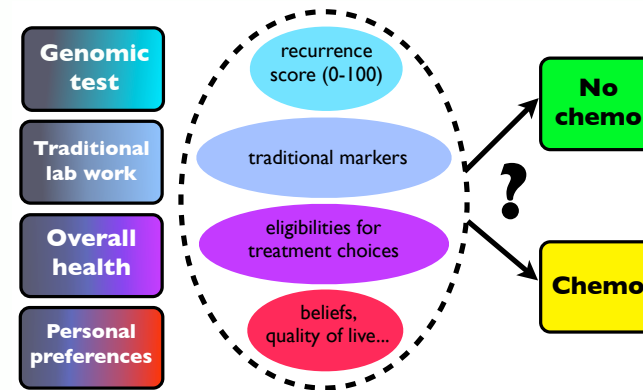 Genomic
test
recurrence
score (0-100)
No
chemo
Traditional
lab work
traditional markers
?
Overall
health
eligibilities for
treatment choices
Chemo
Personal
preferences
beliefs,
quality of live...